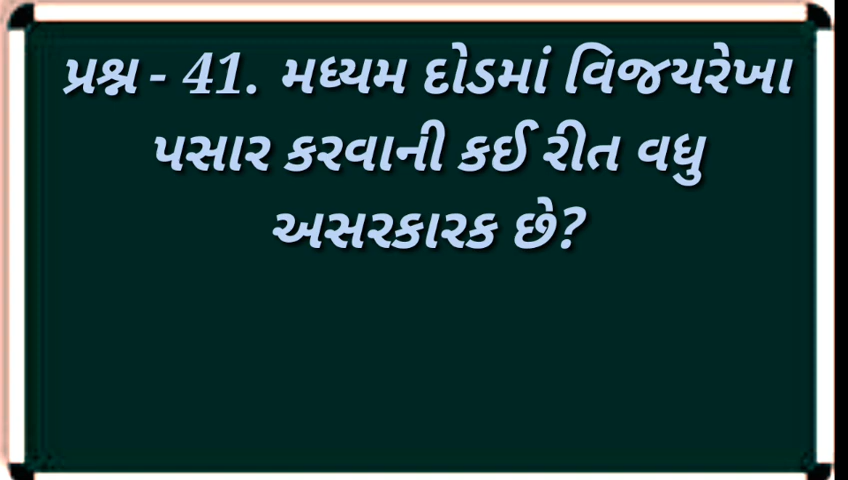 પ્રશ્ન - 41. મધ્યમ દોડમાં વિજયરેખા
પસાર કરવાની કઈ રીત વધુ
અસરકારક છે?